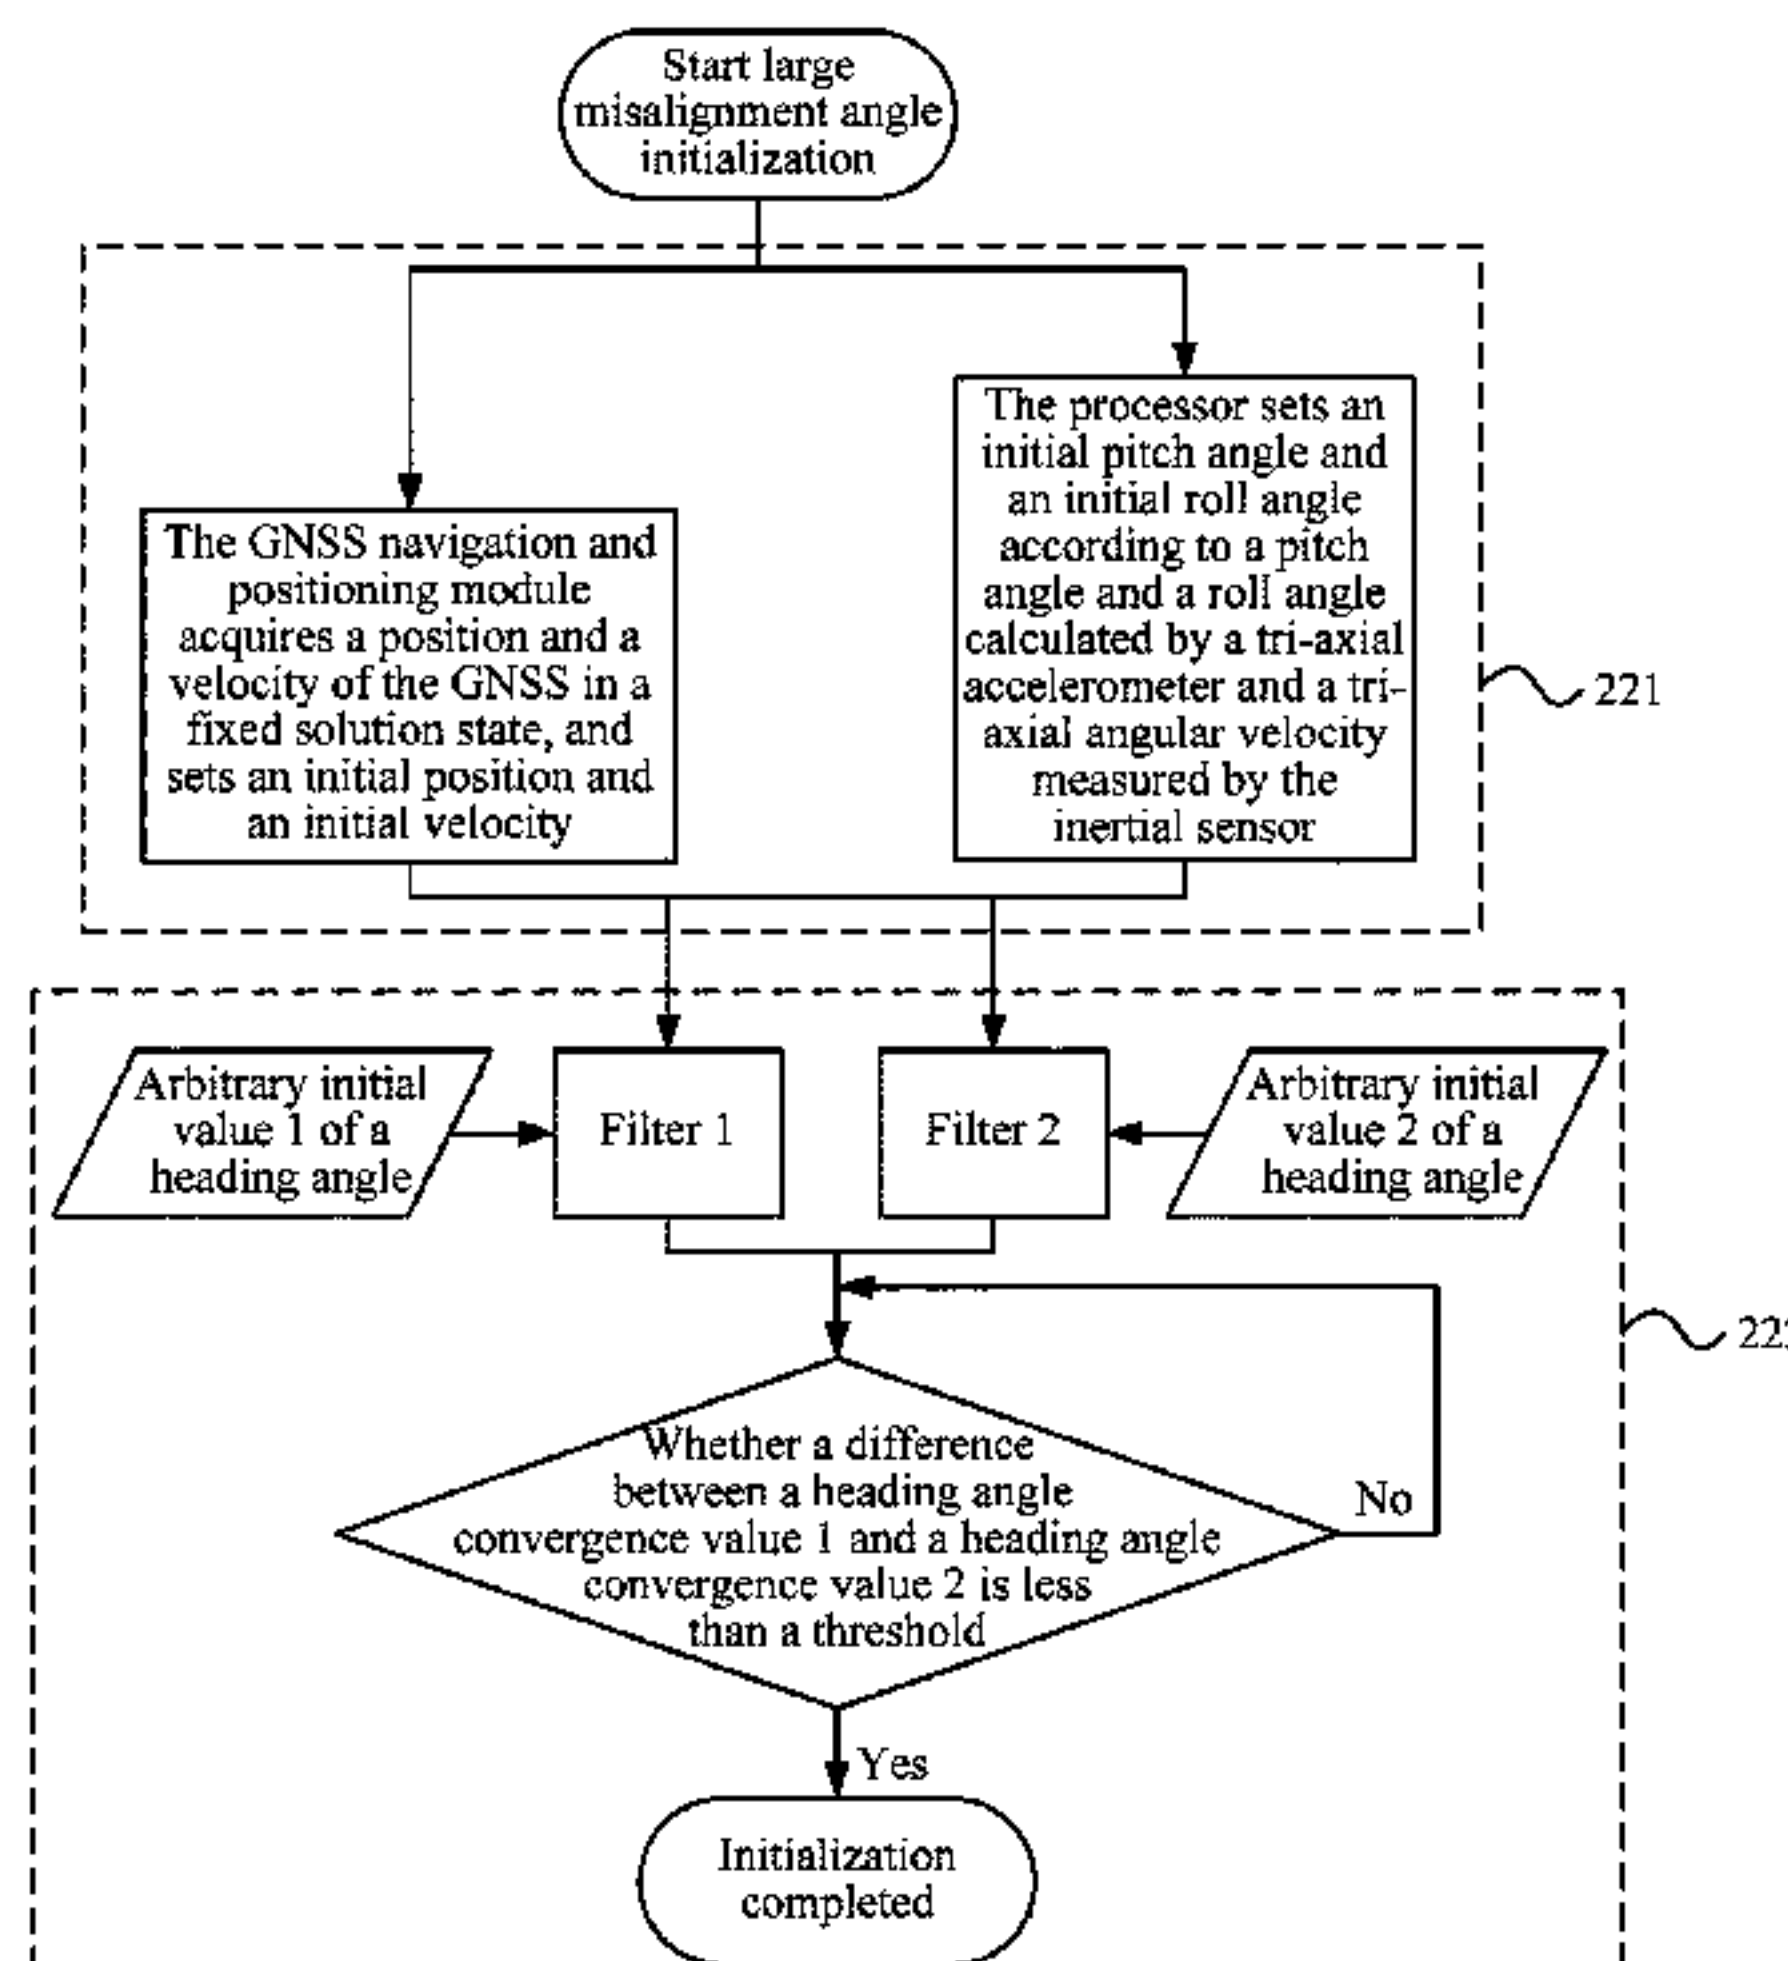 Start large
misalignment angle
initialization
The GNSS navigation and
positioning module
acquires a position and a
velocity of the GNSS in a
fixed solution state, and
sets an initial position and
an initial velocity
The processor sets an
initial pitch angle and
an initial roll angle
according to a pitch
angle and a roll angle
calculated by a tri-axial
accelerometer and a tri-
axial angular velocity
measured by the
inertial sensor
221
Arbitrary initial
value 1 of a
heading angle
Filter 1
Filter 2
Arbitrary initial
value 2 of a
heading angle
Whether a difference
between a heading angle
convergence value 1 and a heading angle
convergence value 2 is less
than a threshold
No
Yes
Initialization
completed